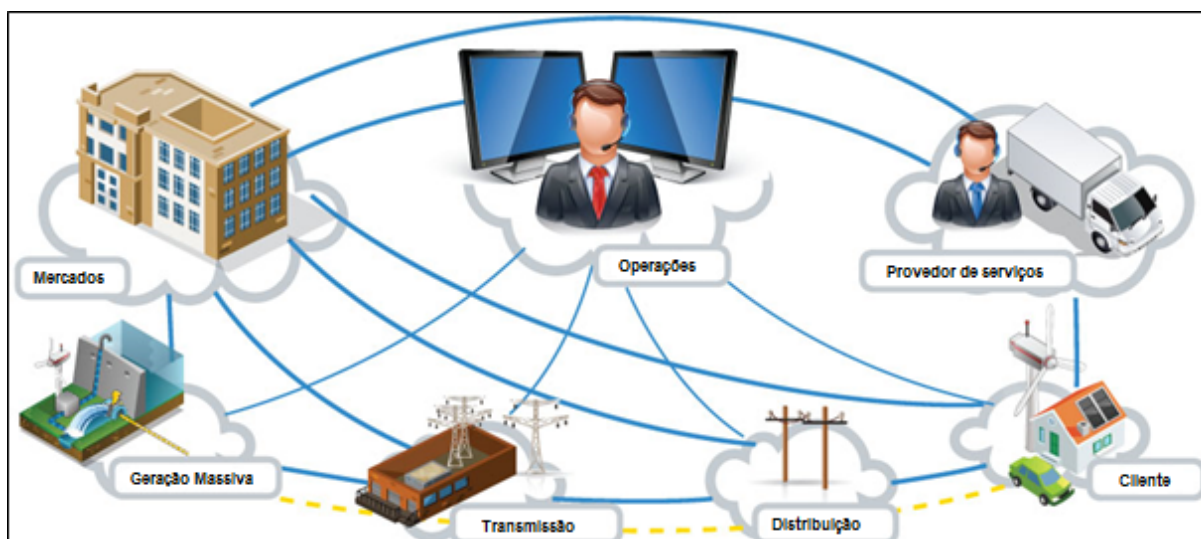 Mercados
Operações
Provedor de serviços
Geração Massiva
Transmissão
Distribuição
Cliente